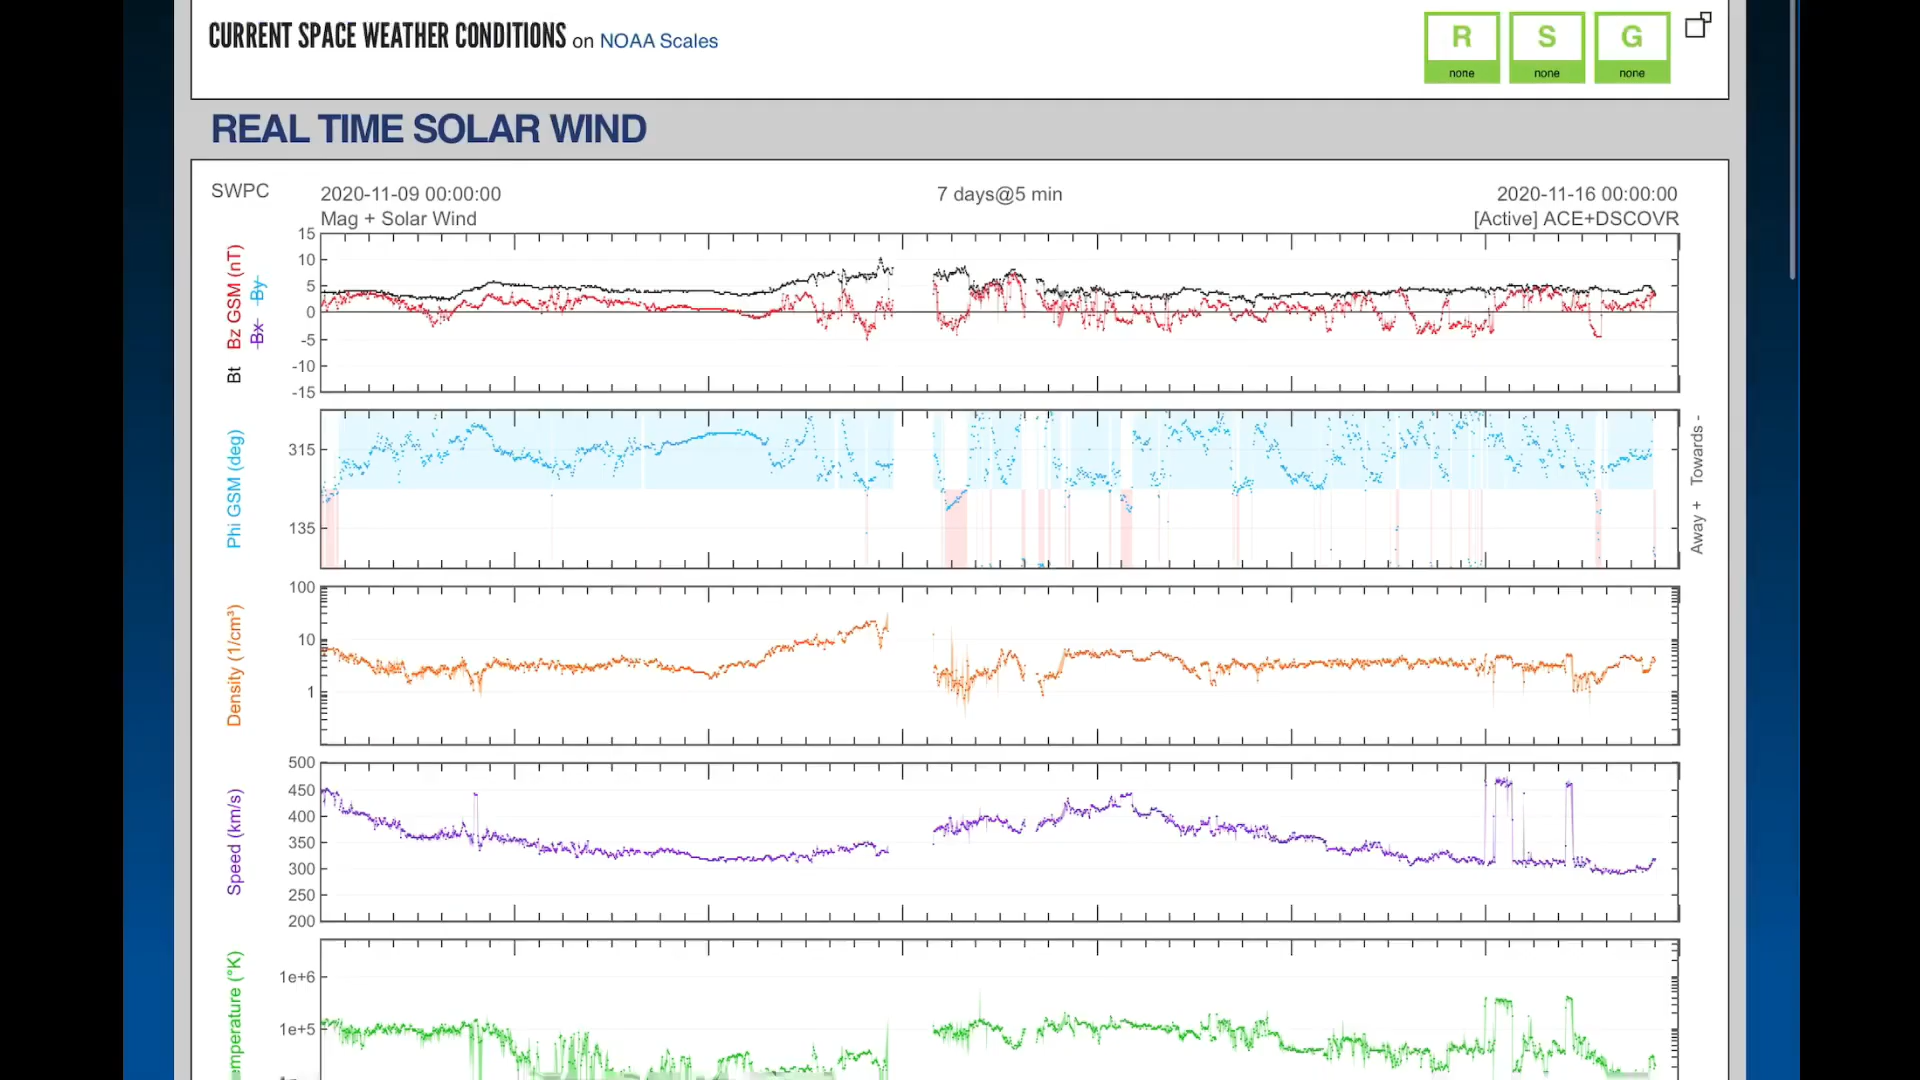 CURRENT SPACE WEATHER CONDITIONS on NOAA Scales
R S G
none none none
REAL TIME SOLAR WIND
SWPC 2020-11-09 00:00:00 7 days@5 min 2020-11-16 00:00:00
Mag + Solar Wind [Active] ACE+DSCOVR
Bt Bz GSM (nT)
Bx By
15
10
5
0
-5
-10
-15
Phi GSM (deg)
315
135
Away + Towards -
Density (1/cm³)
100
10
1
Speed (km/s)
500
450
400
350
300
250
200
emperature (°K)
1e+6
1e+5